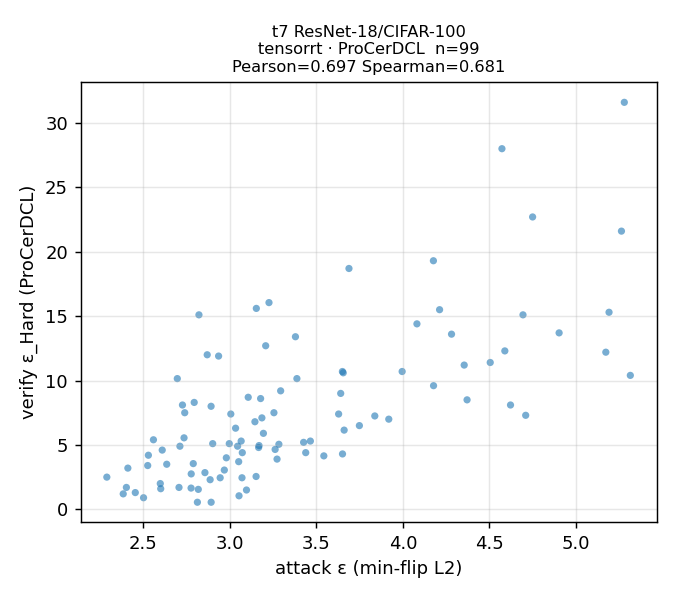 t7 ResNet-18/CIFAR-100
tensorrt · ProCerDCL  n=99
Pearson=0.697 Spearman=0.681
verify ε_Hard (ProCerDCL)
30
25
20
15
10
5
0
2.5
3.0
3.5
4.0
4.5
5.0
attack ε (min-flip L2)